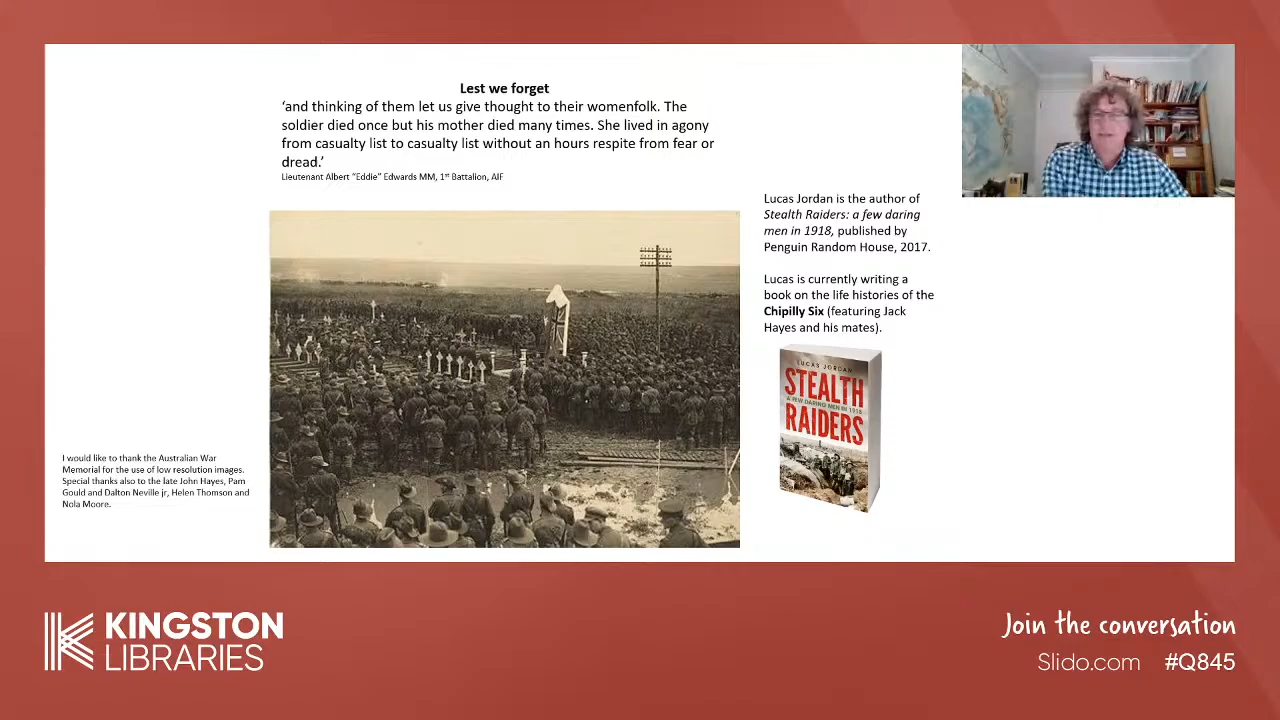 Lest we forget
‘and thinking of them let us give thought to their womenfolk. The
soldier died once but his mother died many times. She lived in agony
from casualty list to casualty list without an hours respite from fear or
dread.’
Lieutenant Albert “Eddie” Edwards MM, 1st Battalion, AIF
Lucas Jordan is the author of
Stealth Raiders: a few daring
men in 1918, published by
Penguin Random House, 2017.
Lucas is currently writing a
book on the life histories of the
Chipilly Six (featuring Jack
Hayes and his mates).
LUCAS JORDAN
STEALTH
A FEW DARING MEN IN 1918
RAIDERS
I would like to thank the Australian War
Memorial for the use of low resolution images.
Special thanks also to the late John Hayes, Pam
Gould and Dalton Neville jr, Helen Thomson and
Nola Moore.
KINGSTON
LIBRARIES
Join the conversation
Slido.com #Q845